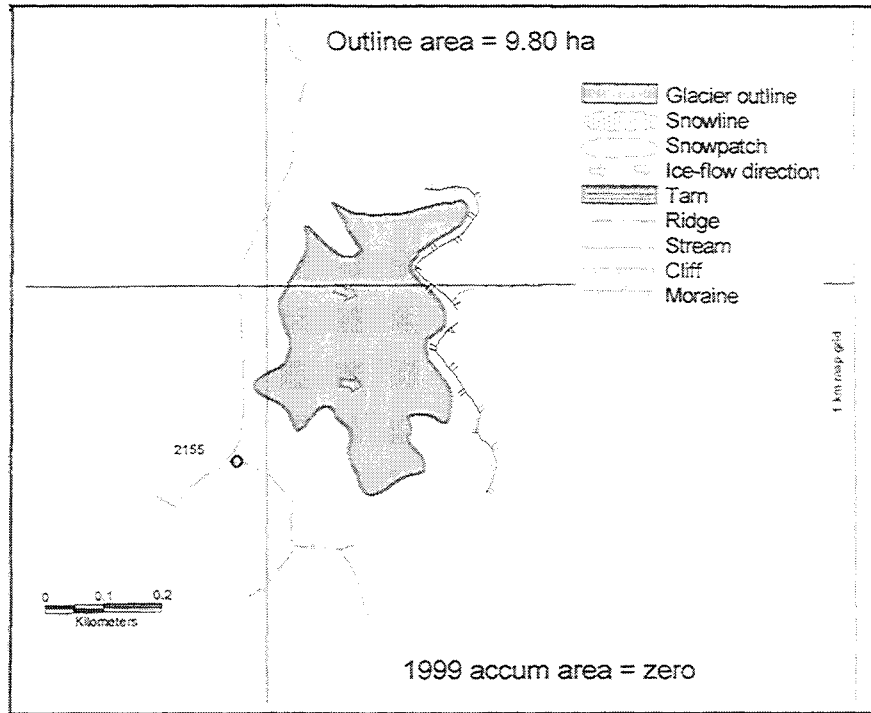 Outline area = 9.80 ha
Glacier outline
Snowline
Snowpatch
Ice-flow direction
Tarn
Ridge
Stream
Cliff
Moraine
1 km map grid
2155
0 0.1 0.2
Kilometers
1999 accum area = zero